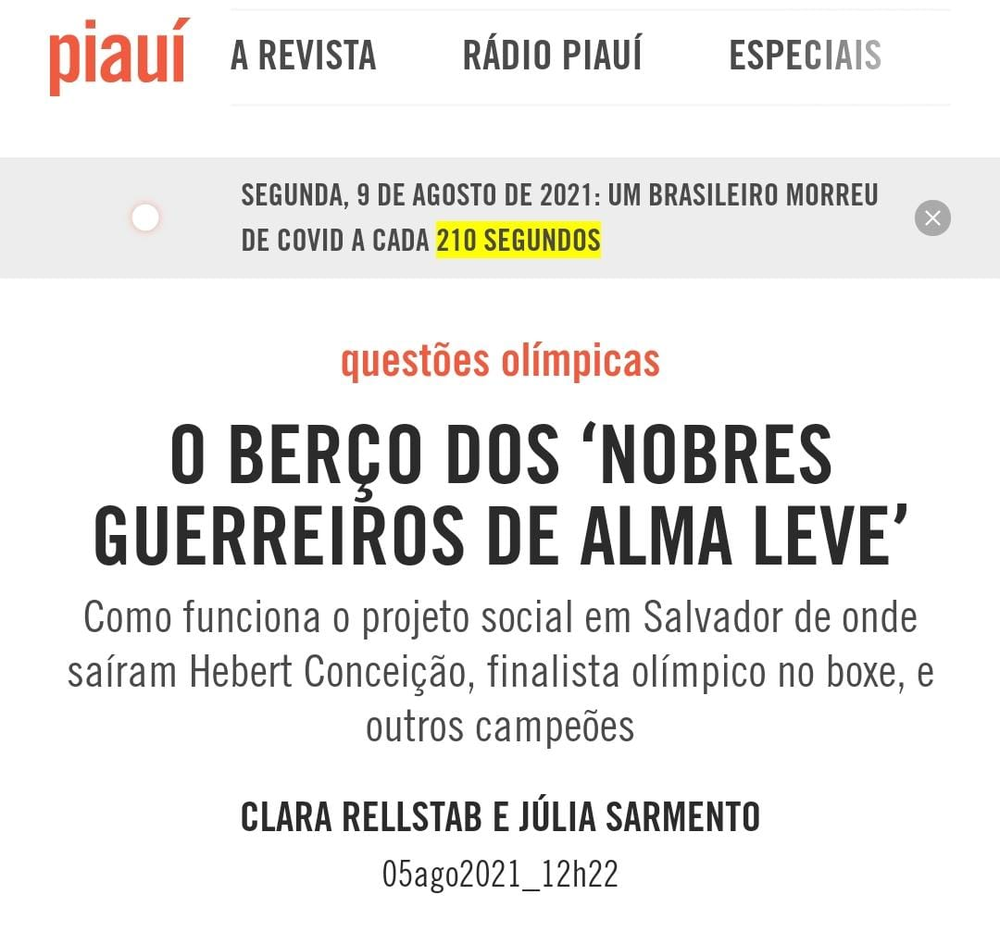 piauí
A REVISTA RÁDIO PIAUÍ ESPECIAIS
SEGUNDA, 9 DE AGOSTO DE 2021: UM BRASILEIRO MORREU
DE COVID A CADA 210 SEGUNDOS
questões olímpicas
O BERÇO DOS ‘NOBRES
GUERREIROS DE ALMA LEVE’
Como funciona o projeto social em Salvador de onde
saíram Hebert Conceição, finalista olímpico no boxe, e
outros campeões
CLARA RELLSTAB E JÚLIA SARMENTO
05ago2021_12h22